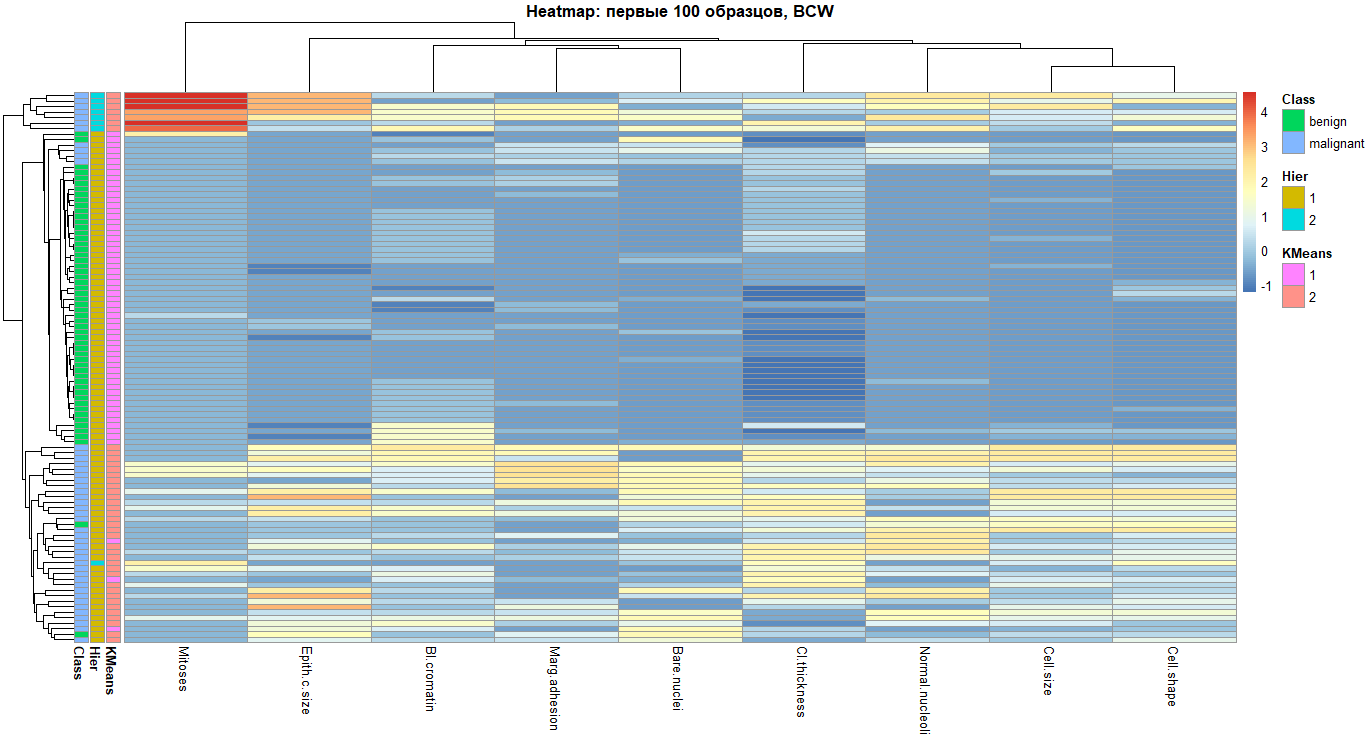 Heatmap: первые 100 образцов, BCW
4
3
2
1
0
-1
Class
benign
malignant
Hier
1
2
KMeans
1
2
Class
Hier
KMeans
Mitoses
Epith.c.size
Bl.cromatin
Marg.adhesion
Bare.nuclei
Cl.thickness
Normal.nucleoli
Cell.size
Cell.shape